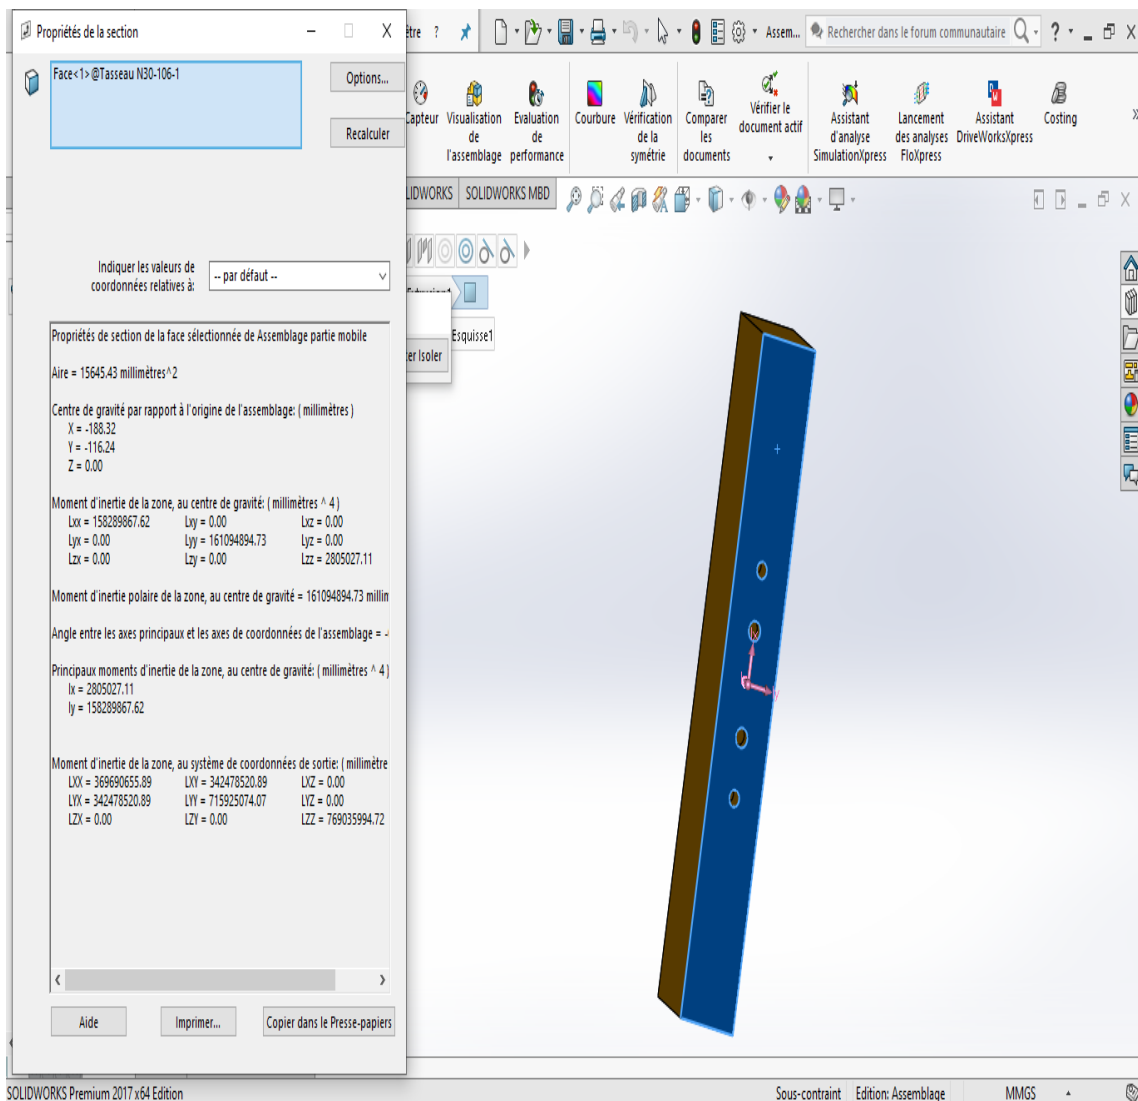 Propriétés de la section
être ?
Assem...
Rechercher dans le forum communautaire
Face<1>@Tasseau N30-106-1
Options...
Recalculer
Capteur
Visualisation de l'assemblage
Evaluation de performance
Courbure
Vérification de la symétrie
Comparer les documents
Vérifier le document actif
Assistant d'analyse SimulationXpress
Lancement des analyses FloXpress
Assistant DriveWorksXpress
Costing
LIDWORKS
SOLIDWORKS MBD
Indiquer les valeurs de
coordonnées relatives à:
-- par défaut --
Esquisse1
er Isoler
Propriétés de section de la face sélectionnée de Assemblage partie mobile
Aire = 15645.43 millimètres^2
Centre de gravité par rapport à l'origine de l'assemblage: ( millimètres )
X = -188.32
Y = -116.24
Z = 0.00
Moment d'inertie de la zone, au centre de gravité: ( millimètres ^ 4 )
Lxx = 158289867.62 Lxy = 0.00 Lxz = 0.00
Lyx = 0.00 Lyy = 161094894.73 Lyz = 0.00
Lzx = 0.00 Lzy = 0.00 Lzz = 2805027.11
Moment d'inertie polaire de la zone, au centre de gravité = 161094894.73 millin
Angle entre les axes principaux et les axes de coordonnées de l'assemblage = -
Principaux moments d'inertie de la zone, au centre de gravité: ( millimètres ^ 4 )
Ix = 2805027.11
Iy = 158289867.62
Moment d'inertie de la zone, au système de coordonnées de sortie: ( millimètre
LXX = 369690655.89 LXY = 342478520.89 LXZ = 0.00
LYX = 342478520.89 LYY = 715925074.07 LYZ = 0.00
LZX = 0.00 LZY = 0.00 LZZ = 769035994.72
Aide
Imprimer...
Copier dans le Presse-papiers
SOLIDWORKS Premium 2017 x64 Edition
Sous-contraint
Edition: Assemblage
MMGS